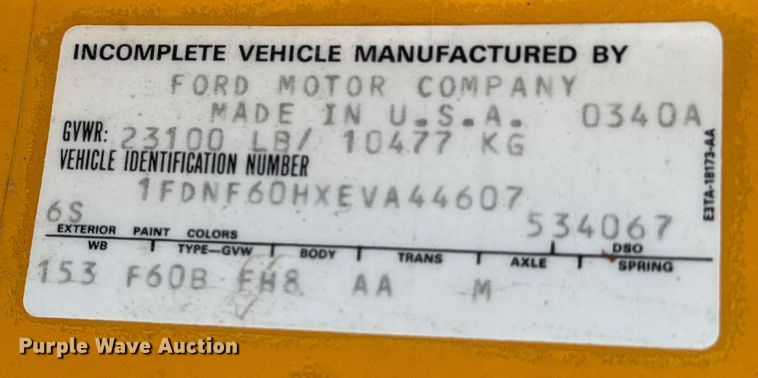 INCOMPLETE VEHICLE MANUFACTURED BY
FORD MOTOR COMPANY
MADE IN U.S.A. 0340A
GVWR: 23100 LB/ 10477 KG
VEHICLE IDENTIFICATION NUMBER
1FDNF60HXEVA44607
6S 534067
EXTERIOR PAINT COLORS DSO
WB TYPE—GVW BODY TRANS AXLE SPRING
153 F60B FH8 AA M
E3TA-18173-AA
Purple Wave Auction